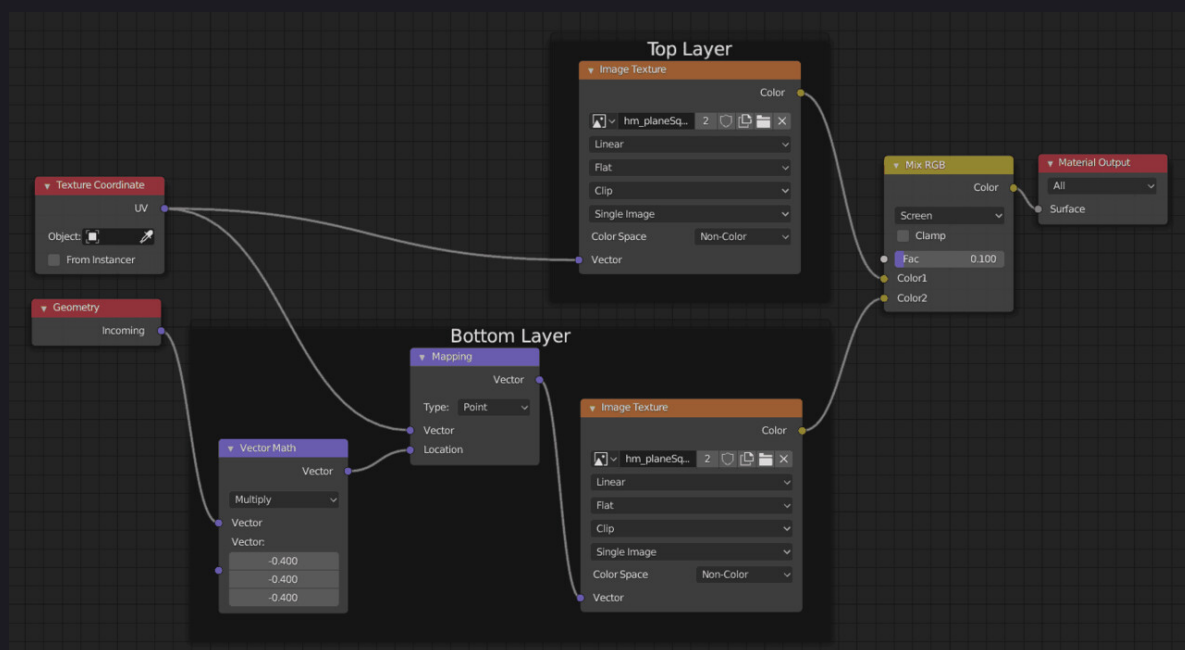 Texture Coordinate
UV
Object:
From Instancer
Geometry
Incoming
Top Layer
Image Texture
Color
hm_planeSq... 2
Linear
Flat
Clip
Single Image
Color Space Non-Color
Vector
Bottom Layer
Vector Math
Vector
Multiply
Vector
Vector:
-0.400
-0.400
-0.400
Mapping
Vector
Type: Point
Vector
Location
Image Texture
Color
hm_planeSq... 2
Linear
Flat
Clip
Single Image
Color Space Non-Color
Vector
Mix RGB
Color
Screen
Clamp
Fac 0.100
Color1
Color2
Material Output
All
Surface